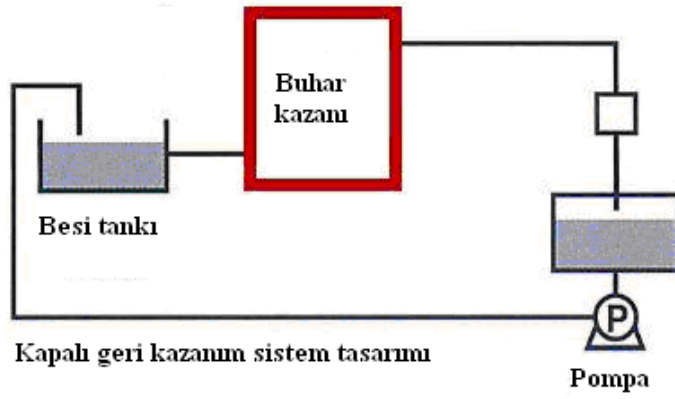 Buhar
kazanı
Besi tankı
P
Kapalı geri kazanım sistem tasarımı
Pompa